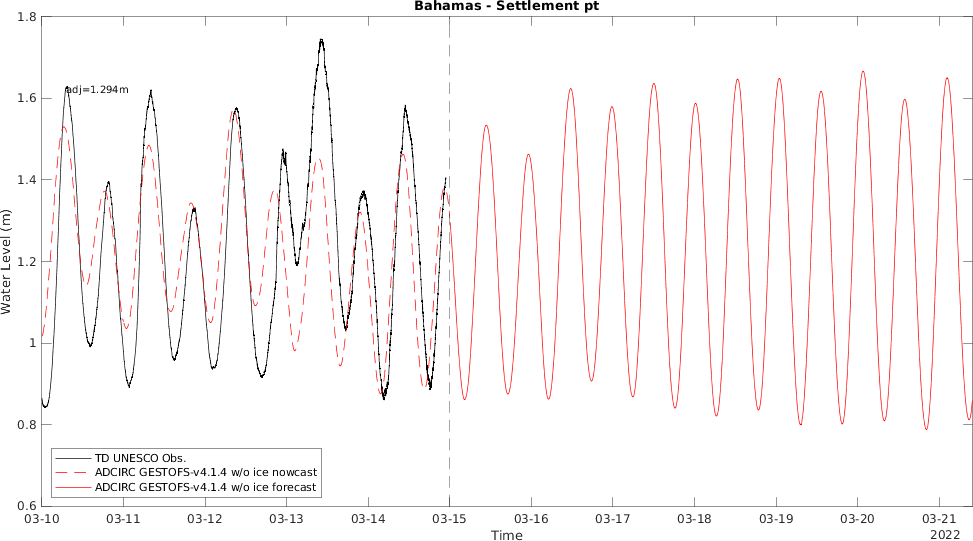 Bahamas - Settlement pt
1.8
1.6
1.4
1.2
1
0.8
0.6
Water Level (m)
adj=1.294m
TD UNESCO Obs.
ADCIRC GESTOFS-v4.1.4 w/o ice nowcast
ADCIRC GESTOFS-v4.1.4 w/o ice forecast
03-10 03-11 03-12 03-13 03-14 03-15 03-16 03-17 03-18 03-19 03-20 03-21
Time
2022